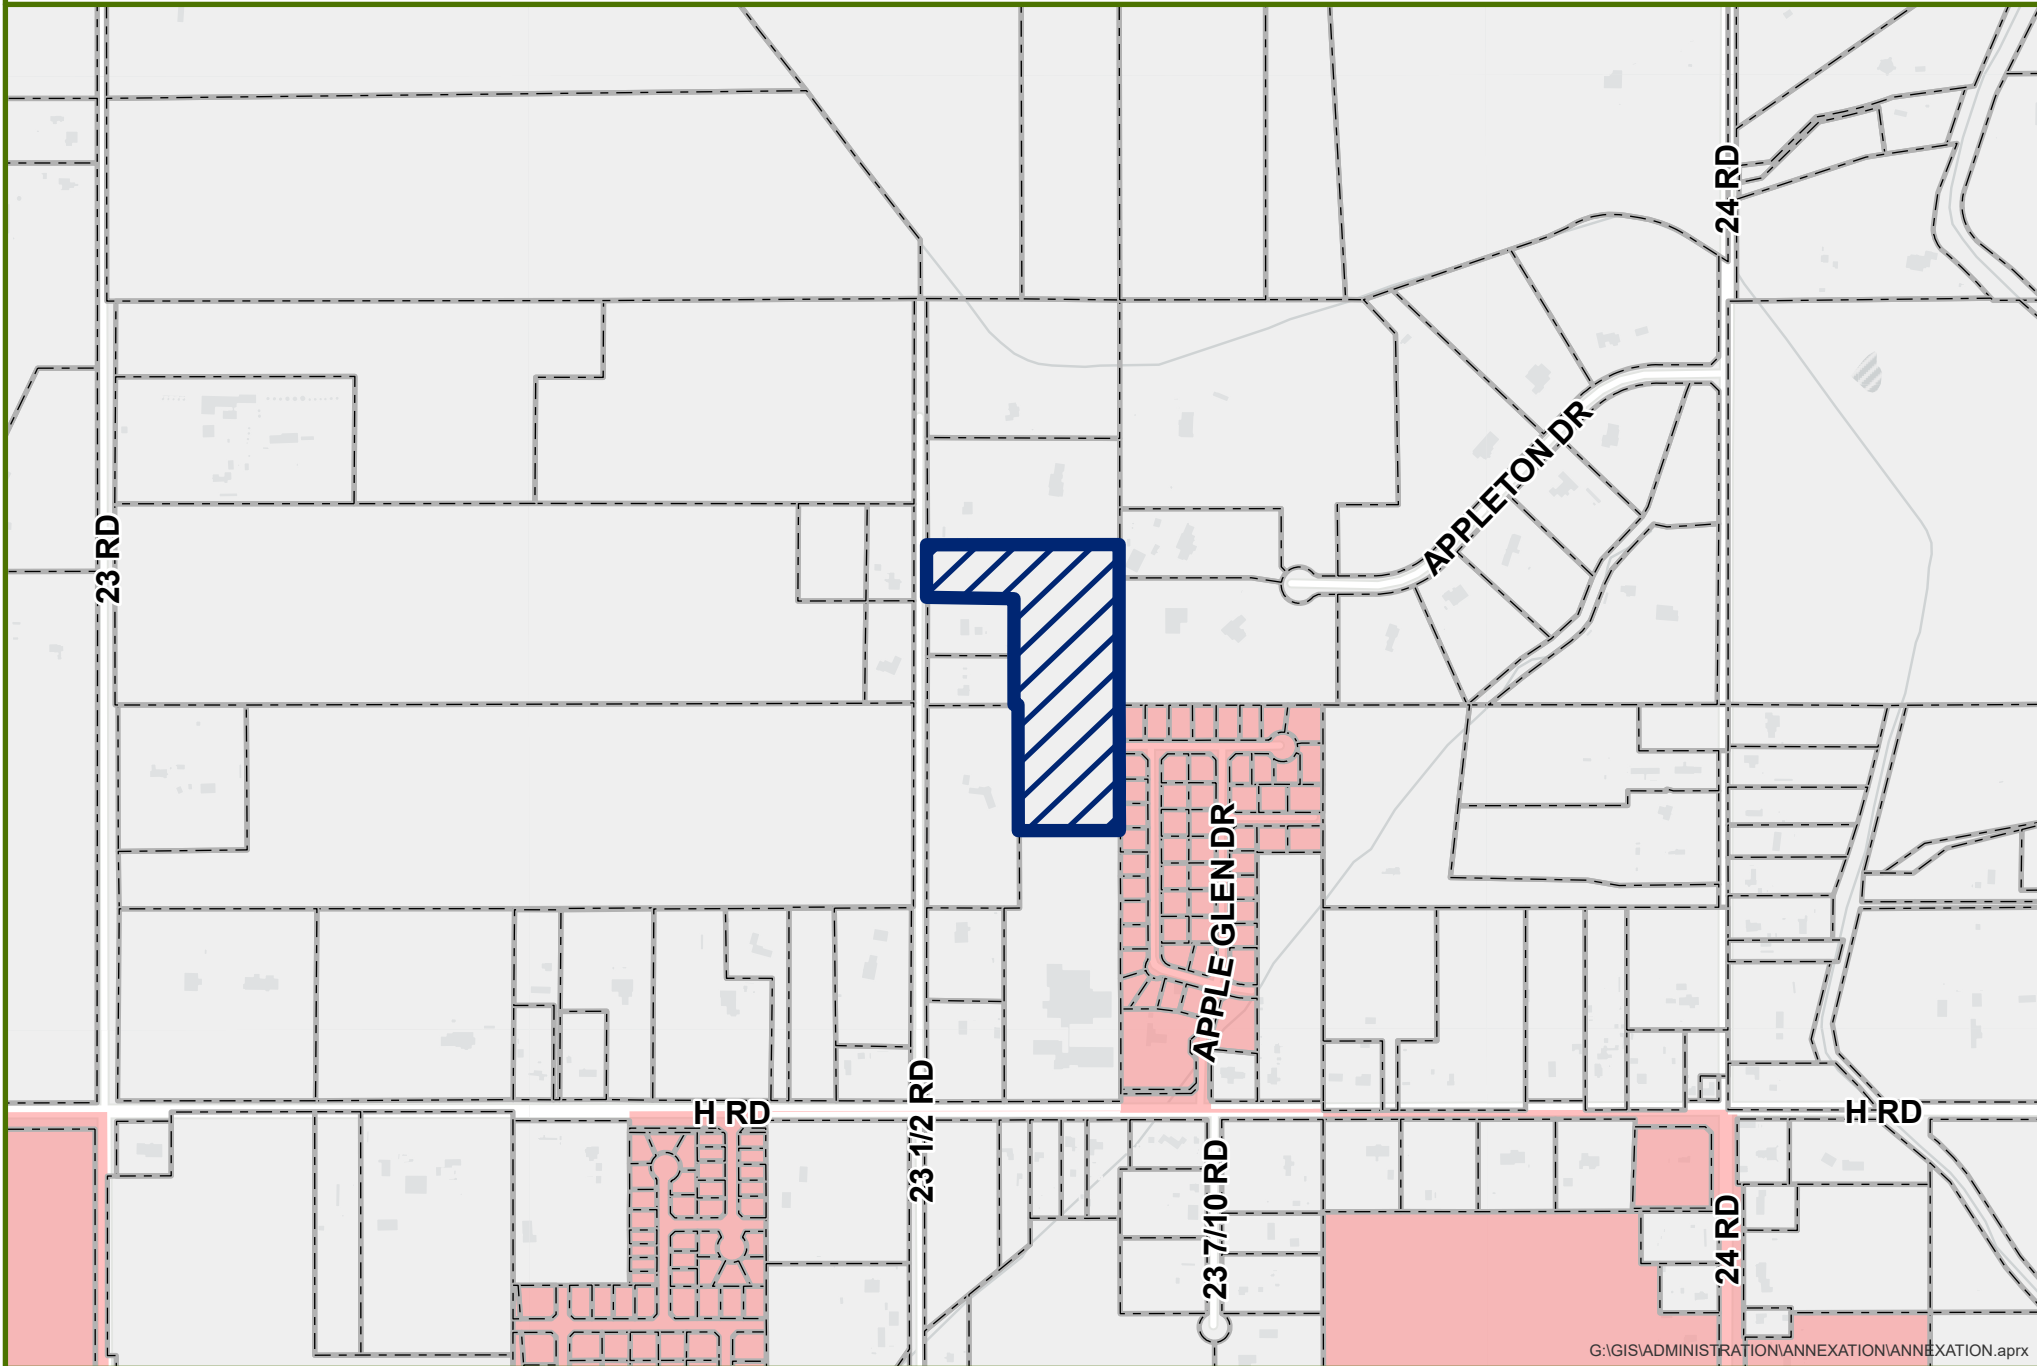 24 RD
APPLETON DR
23 RD
APPLE GLEN DR
H RD
23 1/2 RD
H RD
23 7/10 RD
24 RD
G:\GIS\ADMINISTRATION\ANNEXATION\ANNEXATION.aprx